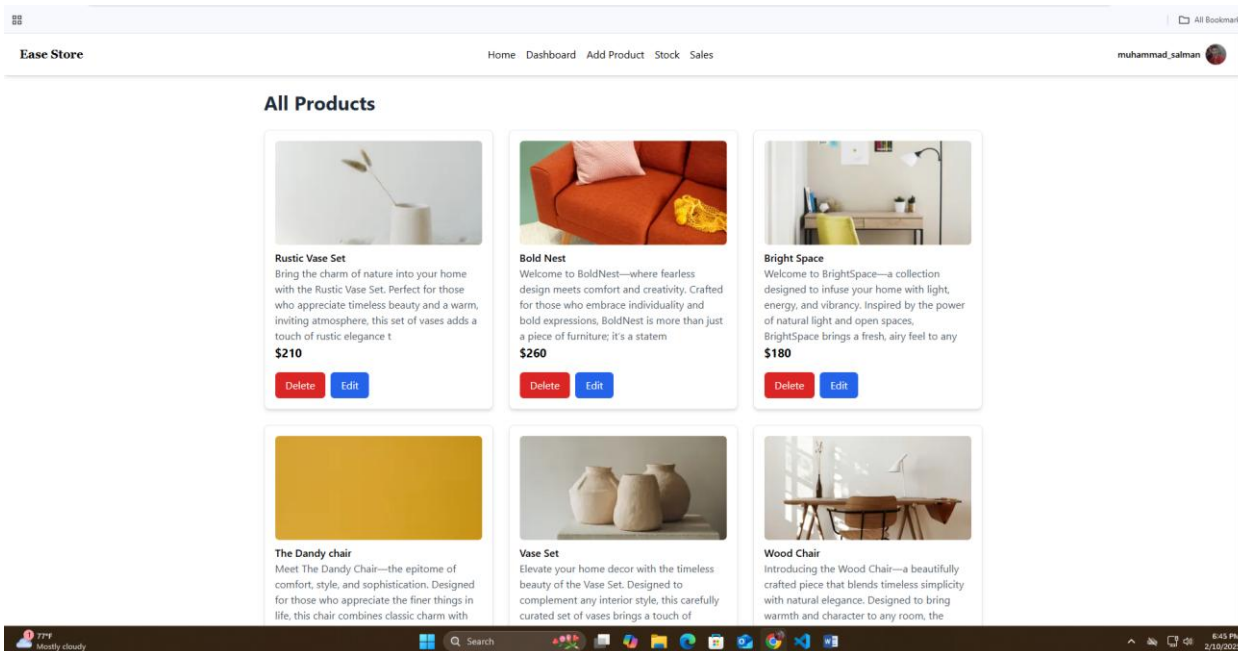 All Bookmark
Ease Store
Home Dashboard Add Product Stock Sales
muhammad_salman
All Products
Rustic Vase Set
Bring the charm of nature into your home
with the Rustic Vase Set. Perfect for those
who appreciate timeless beauty and a warm,
inviting atmosphere, this set of vases adds a
touch of rustic elegance t
$210
Delete Edit
Bold Nest
Welcome to BoldNest—where fearless
design meets comfort and creativity. Crafted
for those who embrace individuality and
bold expressions, BoldNest is more than just
a piece of furniture; it's a statem
$260
Delete Edit
Bright Space
Welcome to BrightSpace—a collection
designed to infuse your home with light,
energy, and vibrancy. Inspired by the power
of natural light and open spaces,
BrightSpace brings a fresh, airy feel to any
$180
Delete Edit
The Dandy chair
Meet The Dandy Chair—the epitome of
comfort, style, and sophistication. Designed
for those who appreciate the finer things in
life, this chair combines classic charm with
Vase Set
Elevate your home decor with the timeless
beauty of the Vase Set. Designed to
complement any interior style, this carefully
curated set of vases brings a touch of
Wood Chair
Introducing the Wood Chair—a beautifully
crafted piece that blends timeless simplicity
with natural elegance. Designed to bring
warmth and character to any room, the
1
77°F
Mostly cloudy
Search
6:45 PM
2/10/202